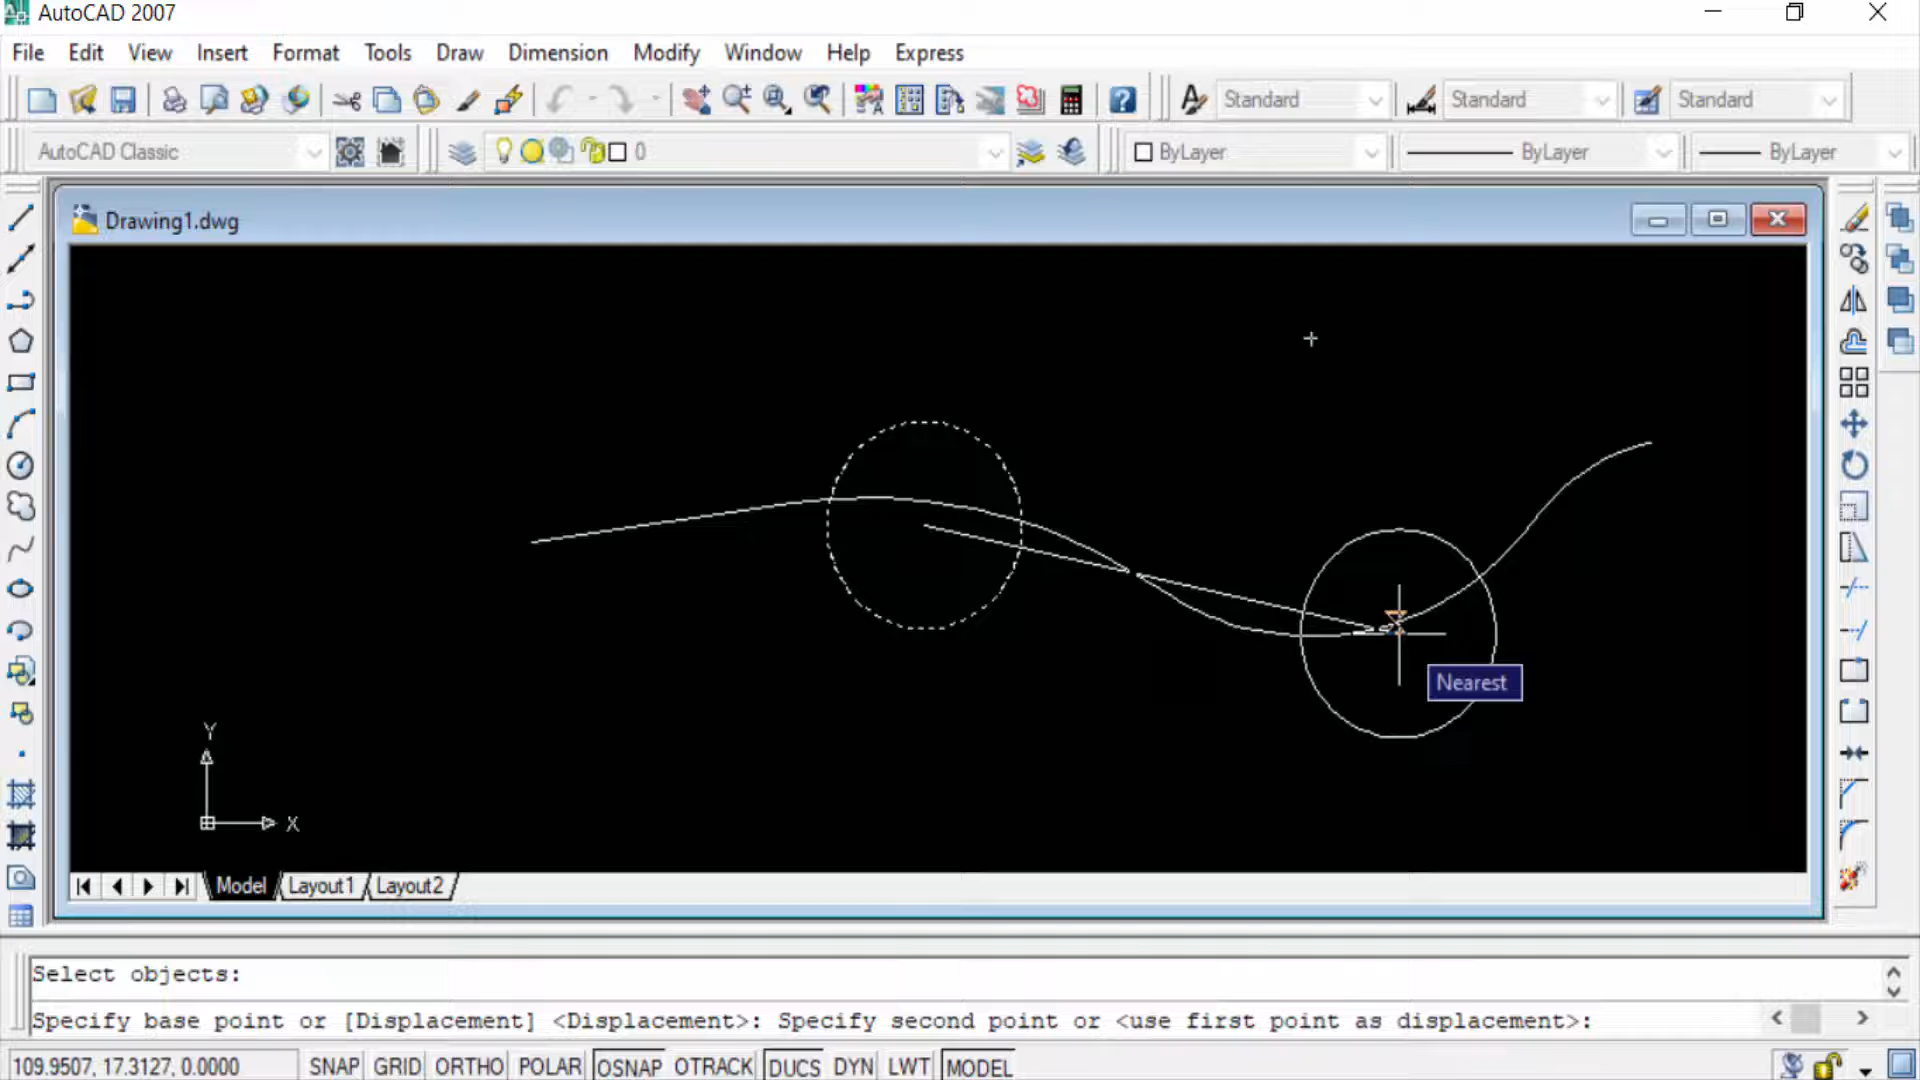 AutoCAD 2007
File Edit View Insert Format Tools Draw Dimension Modify Window Help Express
Standard Standard Standard
AutoCAD Classic 0 ByLayer ByLayer ByLayer
Drawing1.dwg
Nearest
Y
X
Model Layout1 Layout2
Select objects:
Specify base point or [Displacement] <Displacement>: Specify second point or <use first point as displacement>:
109.9507, 17.3127, 0.0000 SNAP GRID ORTHO POLAR OSNAP OTRACK DUCS DYN LWT MODEL